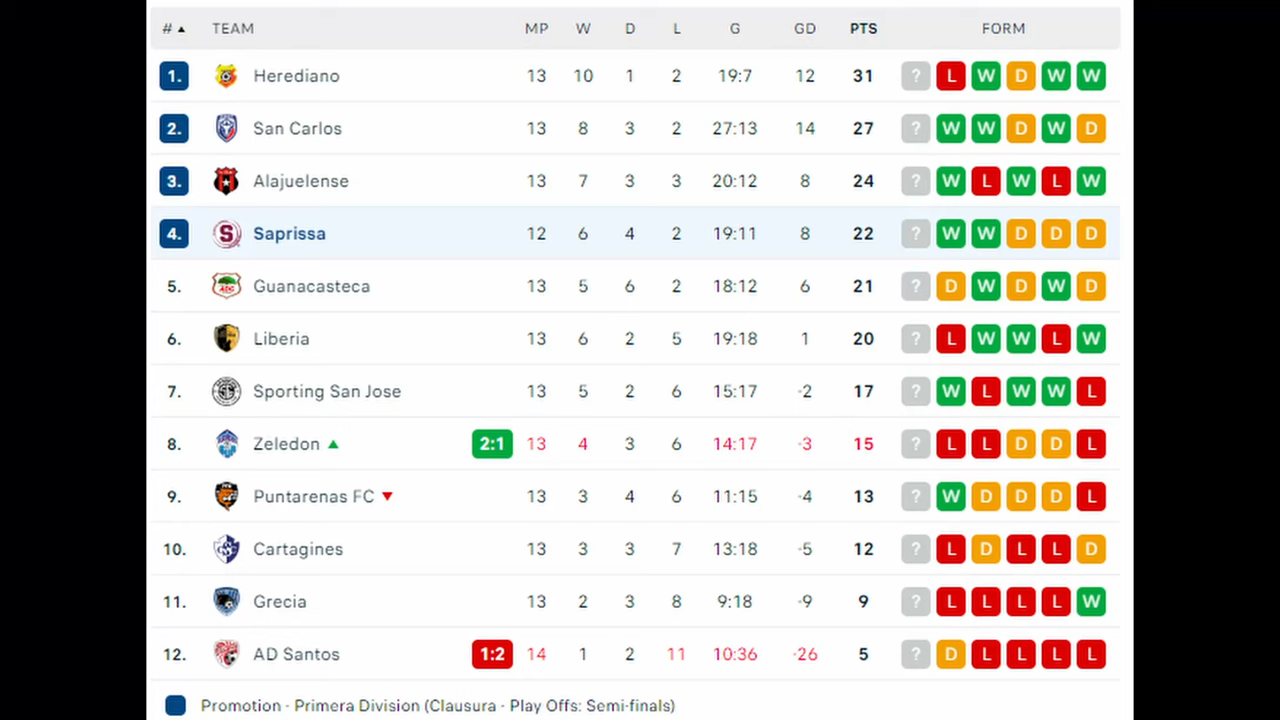 # ▲ TEAM MP W D L G GD PTS FORM
1. Herediano 13 10 1 2 19:7 12 31 ? L W D W W
2. San Carlos 13 8 3 2 27:13 14 27 ? W W D W D
3. Alajuelense 13 7 3 3 20:12 8 24 ? W L W L W
4. Saprissa 12 6 4 2 19:11 8 22 ? W W D D D
5. Guanacasteca 13 5 6 2 18:12 6 21 ? D W D W D
6. Liberia 13 6 2 5 19:18 1 20 ? L W W L W
7. Sporting San Jose 13 5 2 6 15:17 -2 17 ? W L W W L
8. Zeledon ▲ 2:1 13 4 3 6 14:17 -3 15 ? L L D D L
9. Puntarenas FC ▼ 13 3 4 6 11:15 -4 13 ? W D D D L
10. Cartagines 13 3 3 7 13:18 -5 12 ? L D L L D
11. Grecia 13 2 3 8 9:18 -9 9 ? L L L L W
12. AD Santos 1:2 14 1 2 11 10:36 -26 5 ? D L L L L
Promotion - Primera Division (Clausura - Play Offs: Semi-finals)